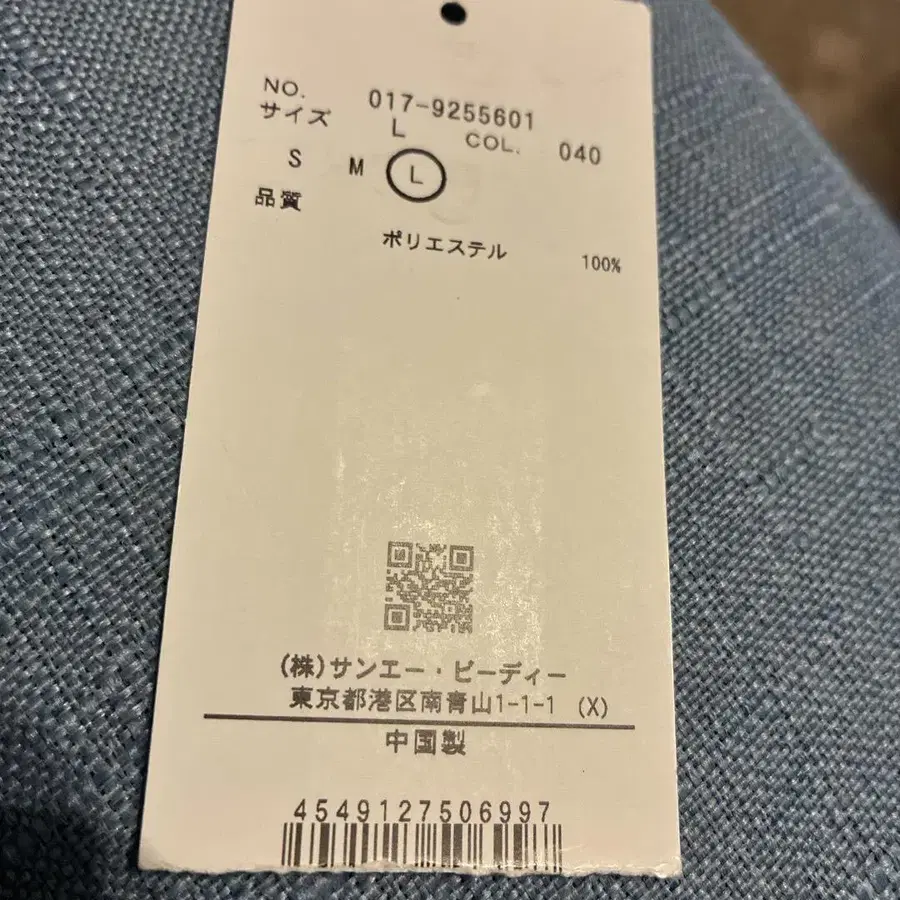 NO. 017-9255601
サイズ L COL. 040
S M L
品質
ポリエステル 100%
(株)サンエー・ビーディー
東京都港区南青山1-1-1 (X)
中国製
4549127506997